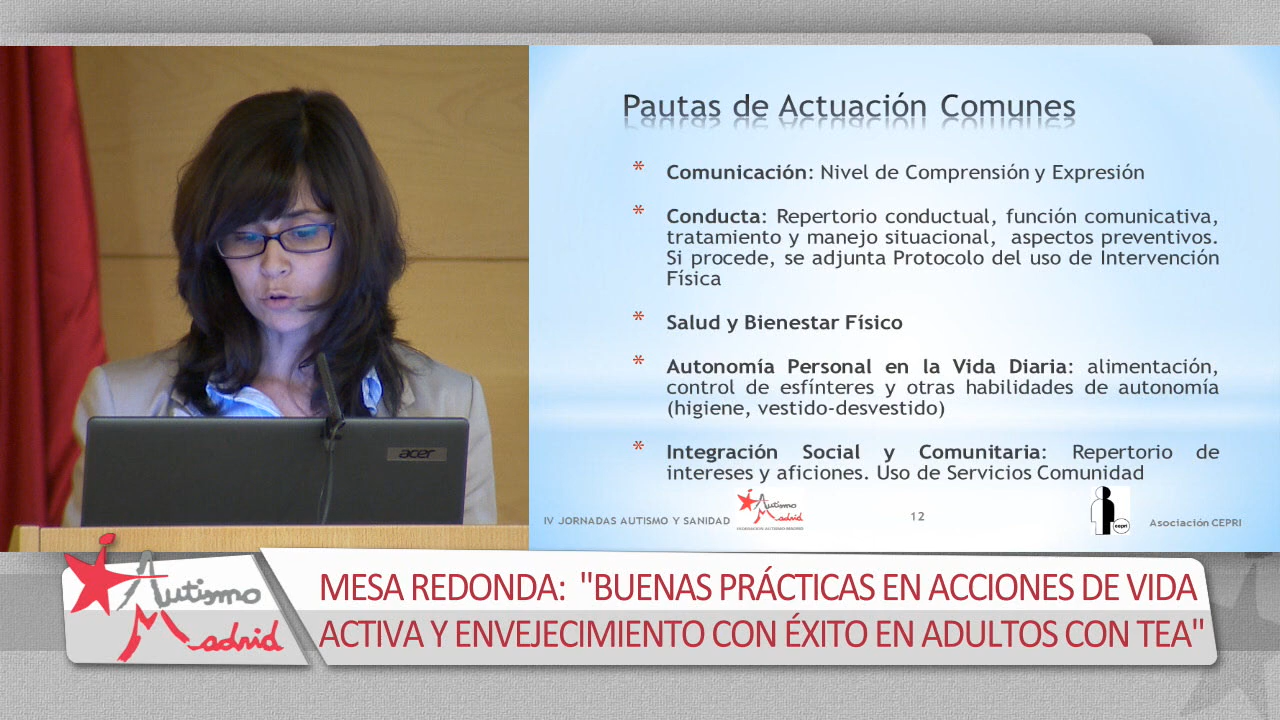 Pautas de Actuación Comunes
* Comunicación: Nivel de Comprensión y Expresión
* Conducta: Repertorio conductual, función comunicativa,
tratamiento y manejo situacional, aspectos preventivos.
Si procede, se adjunta Protocolo del uso de Intervención
Física
* Salud y Bienestar Físico
* Autonomía Personal en la Vida Diaria: alimentación,
control de esfínteres y otras habilidades de autonomía
(higiene, vestido-desvestido)
* Integración Social y Comunitaria: Repertorio de
intereses y aficiones. Uso de Servicios Comunidad
IV JORNADAS AUTISMO Y SANIDAD
Autismo
Madrid
FEDERACIÓN AUTISMO MADRID
12
cepri
Asociación CEPRI
acer
Autismo
Madrid
MESA REDONDA: "BUENAS PRÁCTICAS EN ACCIONES DE VIDA
ACTIVA Y ENVEJECIMIENTO CON ÉXITO EN ADULTOS CON TEA"